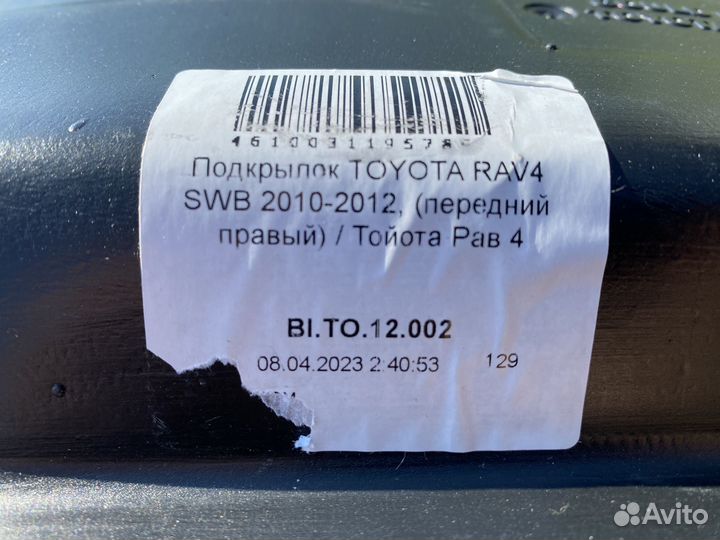 461003119578
Подкрылок TOYOTA RAV4
SWB 2010-2012, (передний
правый) / Тойота Рав 4
BI.TO.12.002
08.04.2023 2:40:53 129
Avito